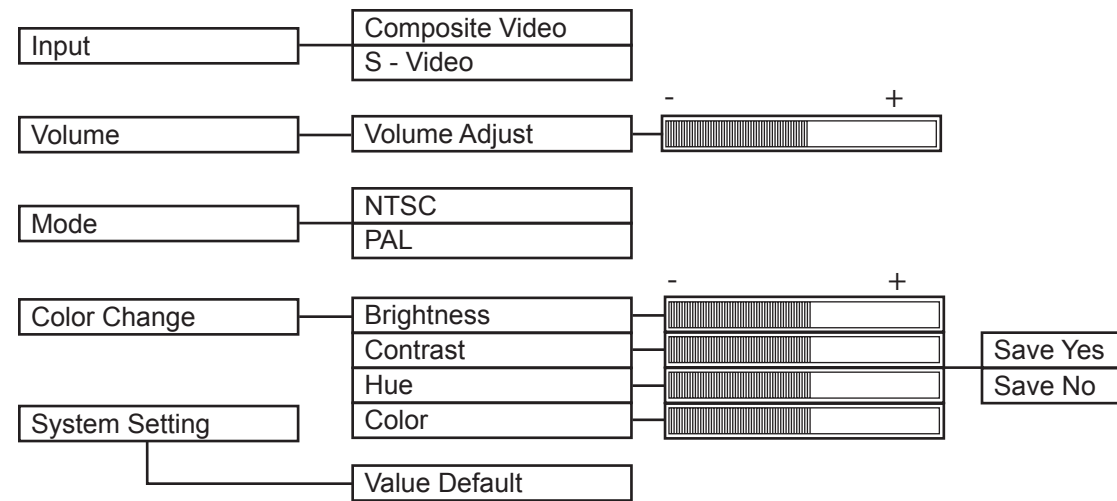 Input
Composite Video
S - Video
- +
Volume
Volume Adjust
Mode
NTSC
PAL
- +
Color Change
Brightness
Contrast
Hue
Color
Save Yes
Save No
System Setting
Value Default